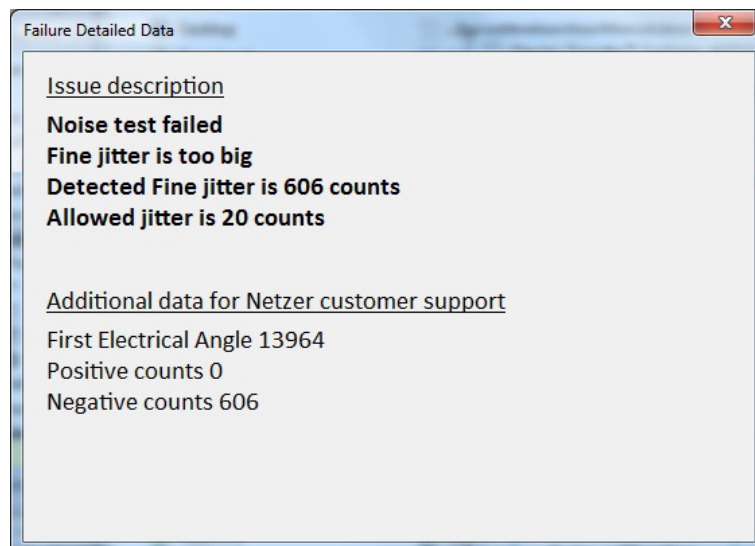 Failure Detailed Data
Issue description
Noise test failed
Fine jitter is too big
Detected Fine jitter is 606 counts
Allowed jitter is 20 counts
Additional data for Netzer customer support
First Electrical Angle 13964
Positive counts 0
Negative counts 606